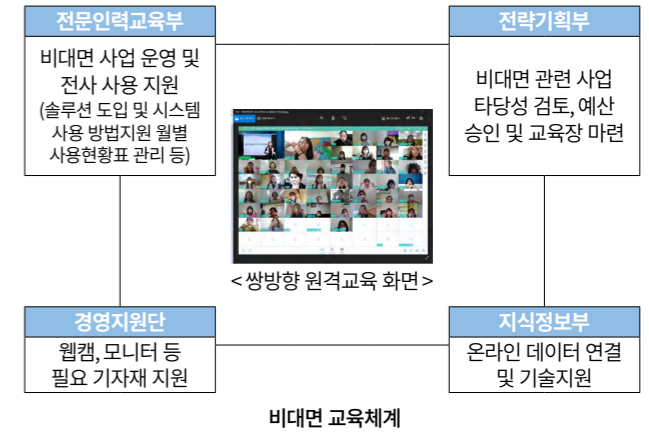 전문인력교육부
비대면 사업 운영 및
전사 사용 지원
(솔루션 도입 및 시스템
사용 방법지원 월별
사용현황표 관리 등)
전략기획부
비대면 관련 사업
타당성 검토, 예산
승인 및 교육장 마련
<쌍방향 원격교육 화면>
경영지원단
웹캠, 모니터 등
필요 기자재 지원
지식정보부
온라인 데이터 연결
및 기술지원
비대면 교육체계